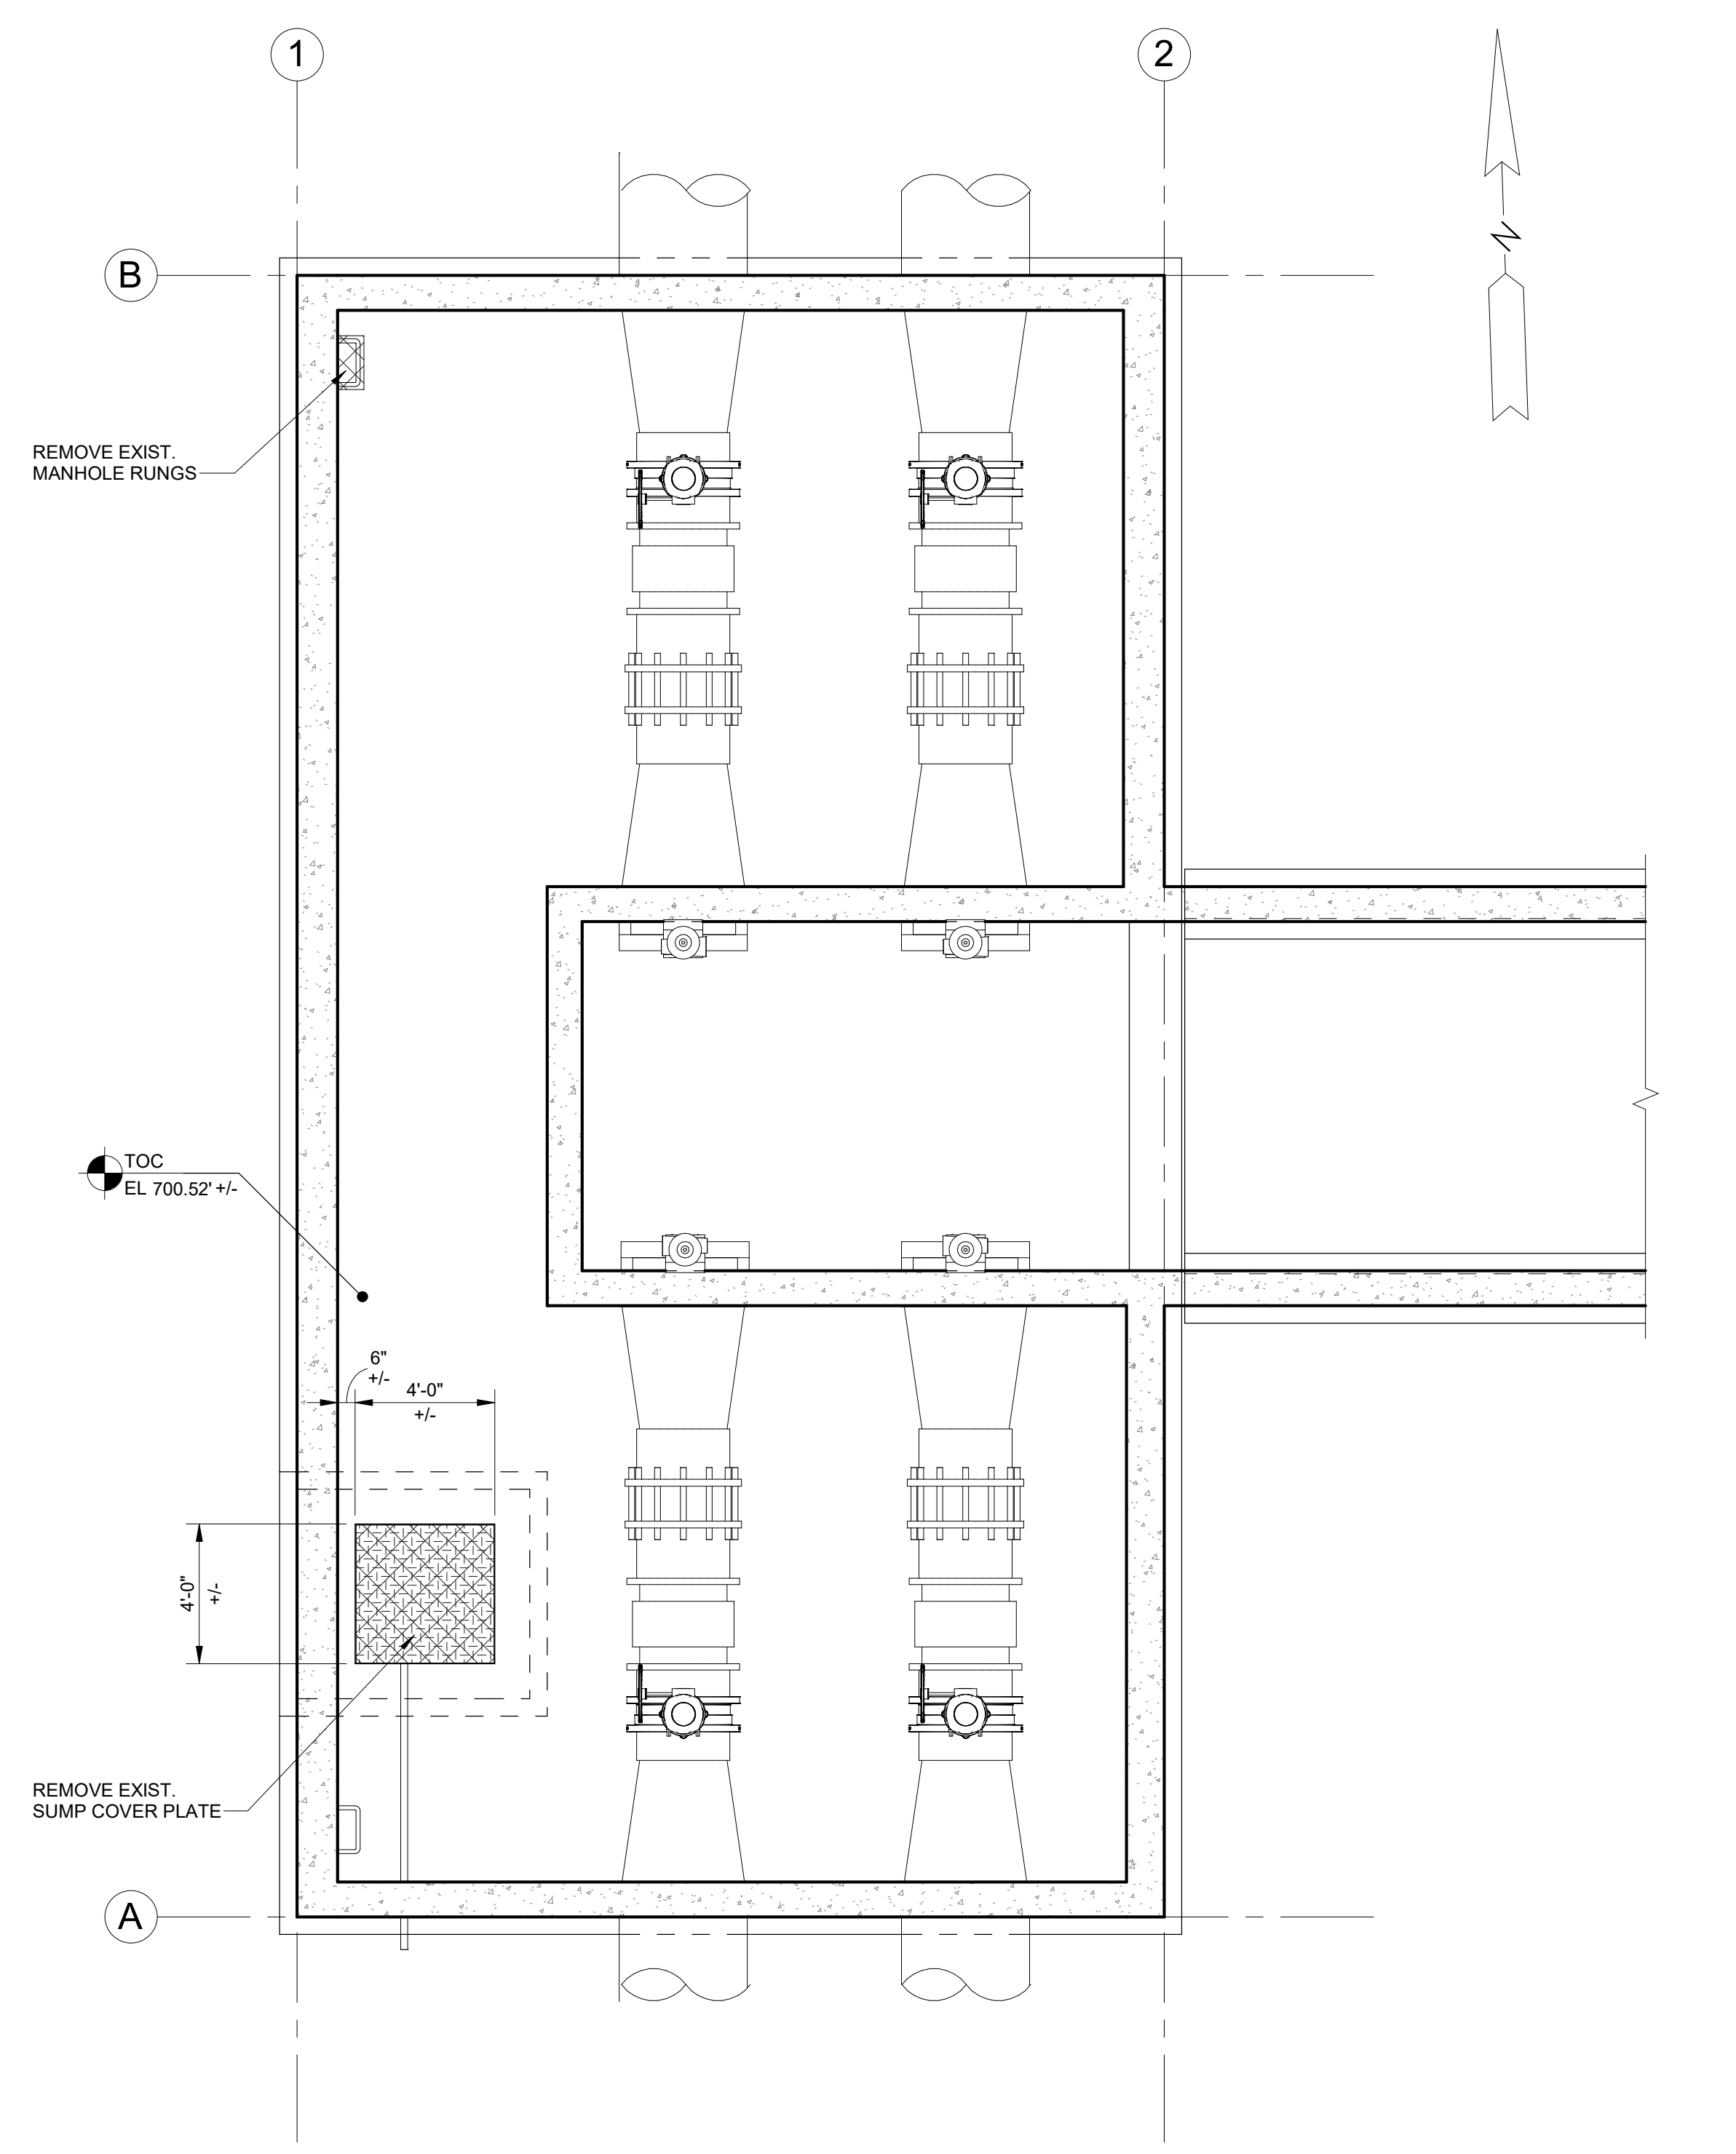 1
2
B
N
REMOVE EXIST.
MANHOLE RUNGS
TOC
EL 700.52' +/-
6"
+/-
4'-0"
+/-
4'-0"
+/-
REMOVE EXIST.
SUMP COVER PLATE
A